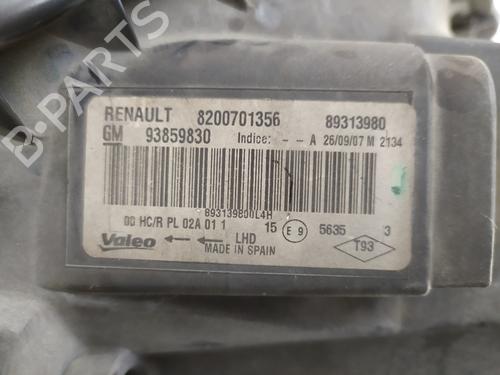 RENAULT 8200701356 89313980
GM 93859830 Indice: - - A 26/09/07 M 2134
893139800L4H
00 HC/R PL 02A 01 1 15 E 9 5635 3
Valeo LHD T93
MADE IN SPAIN
B-PARTS